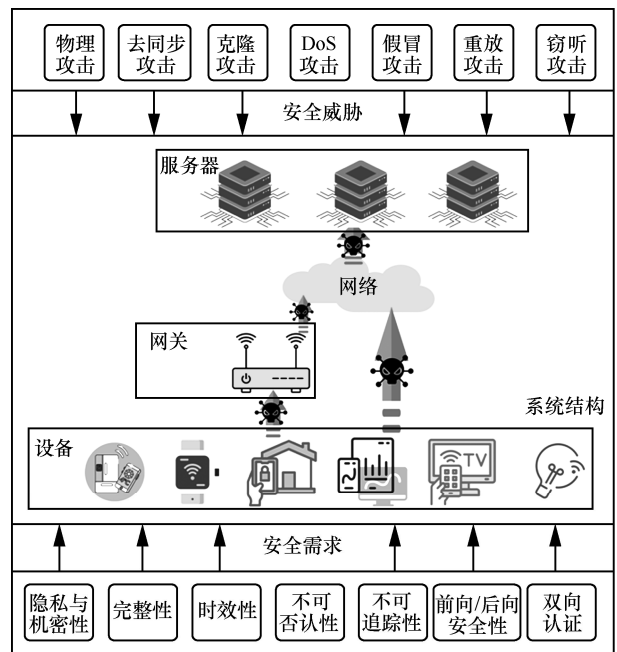 物理
攻击
去同步
攻击
克隆
攻击
DoS
攻击
假冒
攻击
重放
攻击
窃听
攻击
安全威胁
服务器
网络
网关
系统结构
设备
TV
安全需求
隐私与
机密性
完整性
时效性
不可
否认性
不可
追踪性
前向/后向
安全性
双向
认证